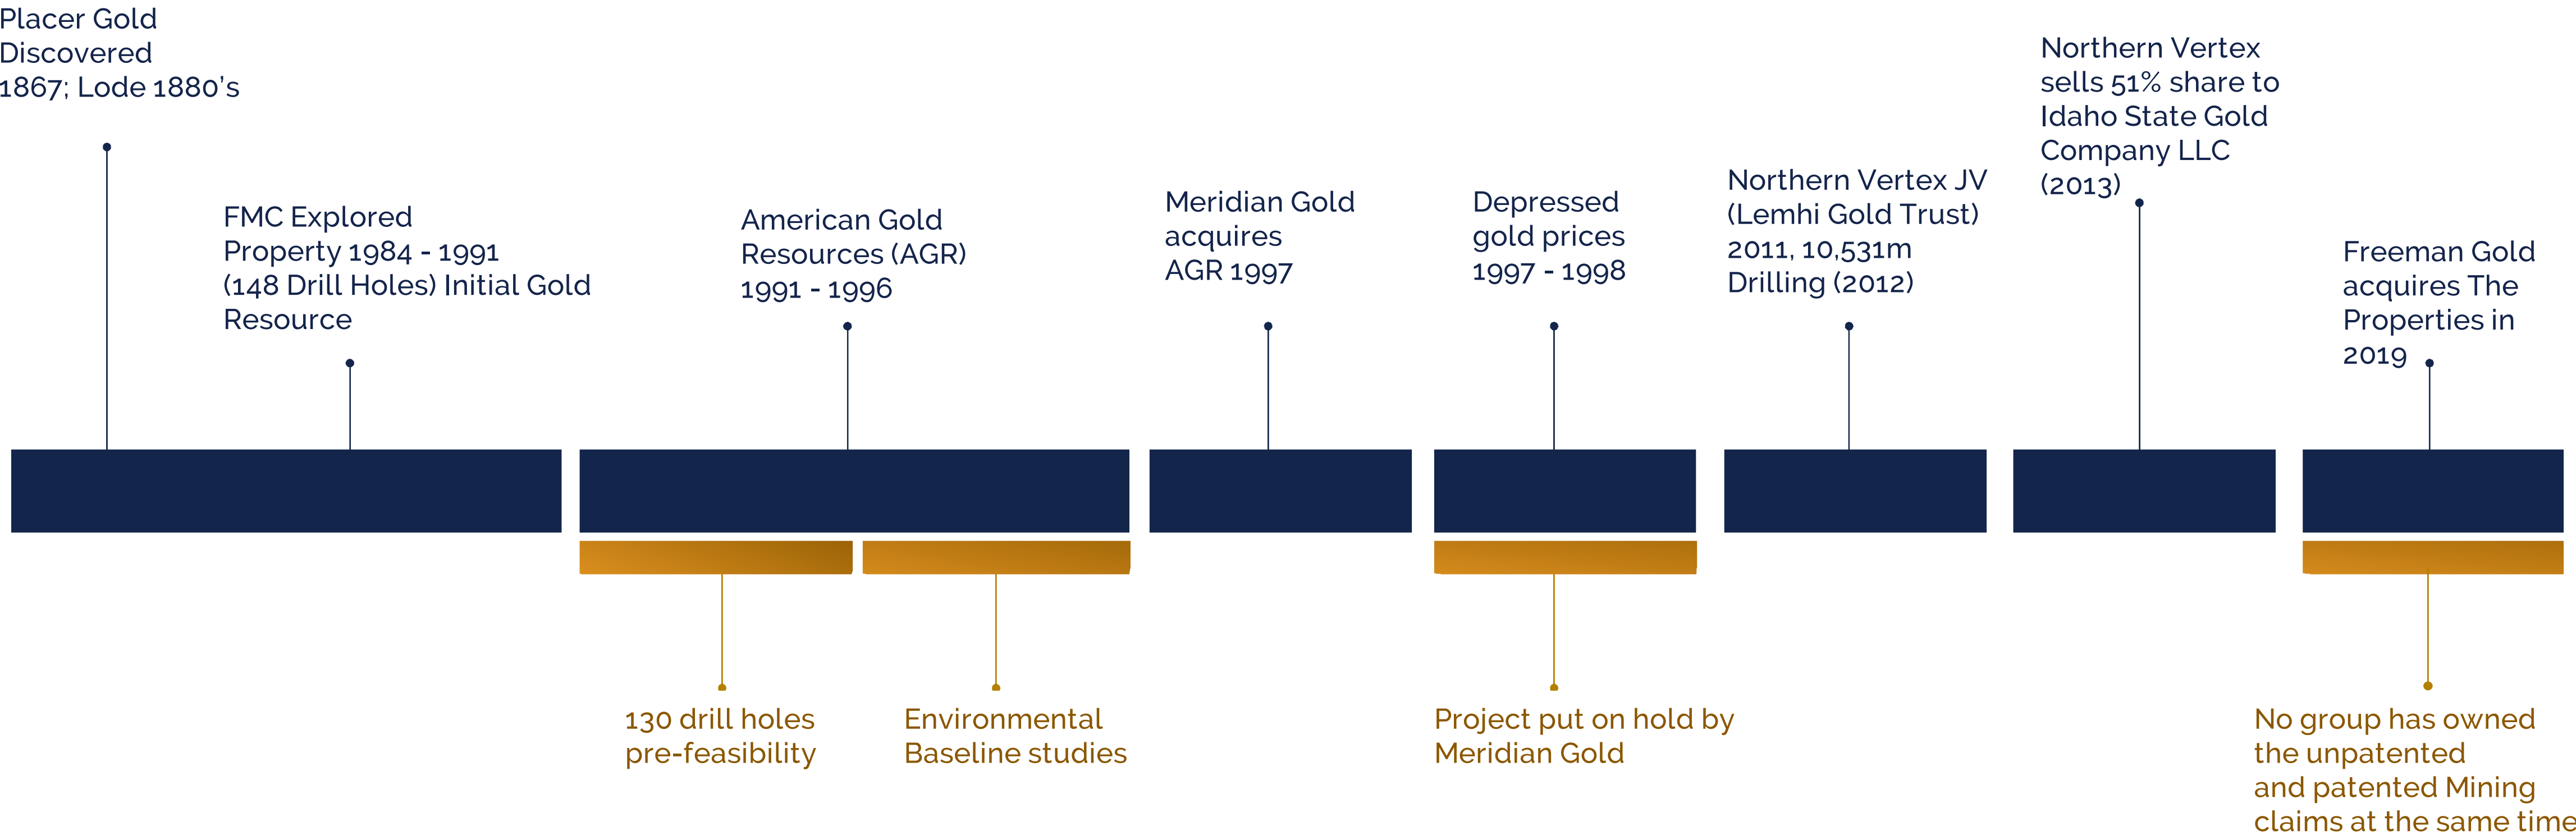 Placer Gold
Discovered
1867; Lode 1880's
FMC Explored
Property 1984 - 1991
(148 Drill Holes) Initial Gold
Resource
American Gold
Resources (AGR)
1991 - 1996
Meridian Gold
acquires
AGR 1997
Depressed
gold prices
1997 - 1998
Northern Vertex JV
(Lemhi Gold Trust)
2011, 10,531m
Drilling (2012)
Northern Vertex
sells 51% share to
Idaho State Gold
Company LLC
(2013)
Freeman Gold
acquires The
Properties in
2019
130 drill holes
pre-feasibility
Environmental
Baseline studies
Project put on hold by
Meridian Gold
No group has owned
the unpatented
and patented Mining
claims at the same time